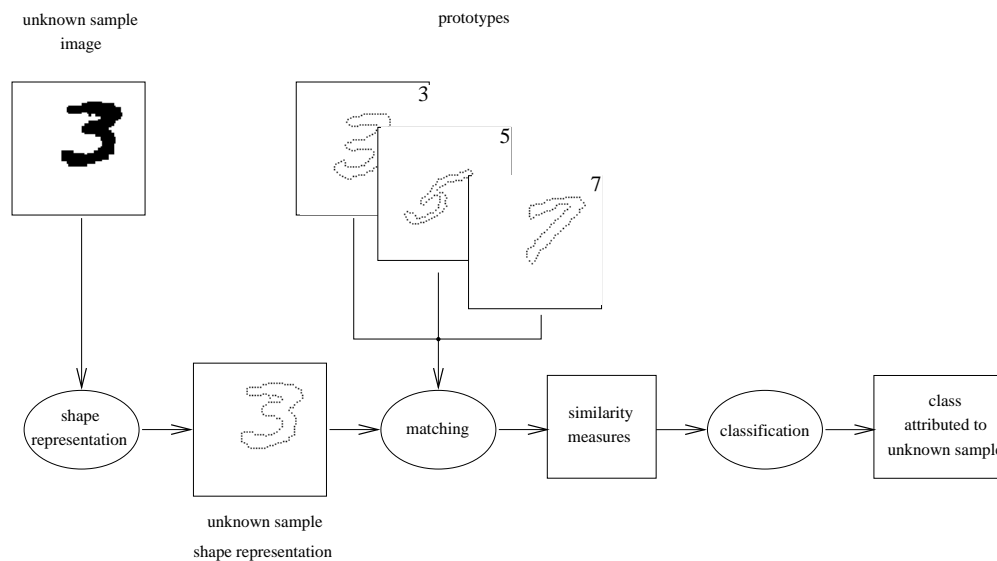 unknown sample
image
prototypes
3
5
7
shape
representation
matching
similarity
measures
classification
class
attributed to
unknown sample
unknown sample
shape representation